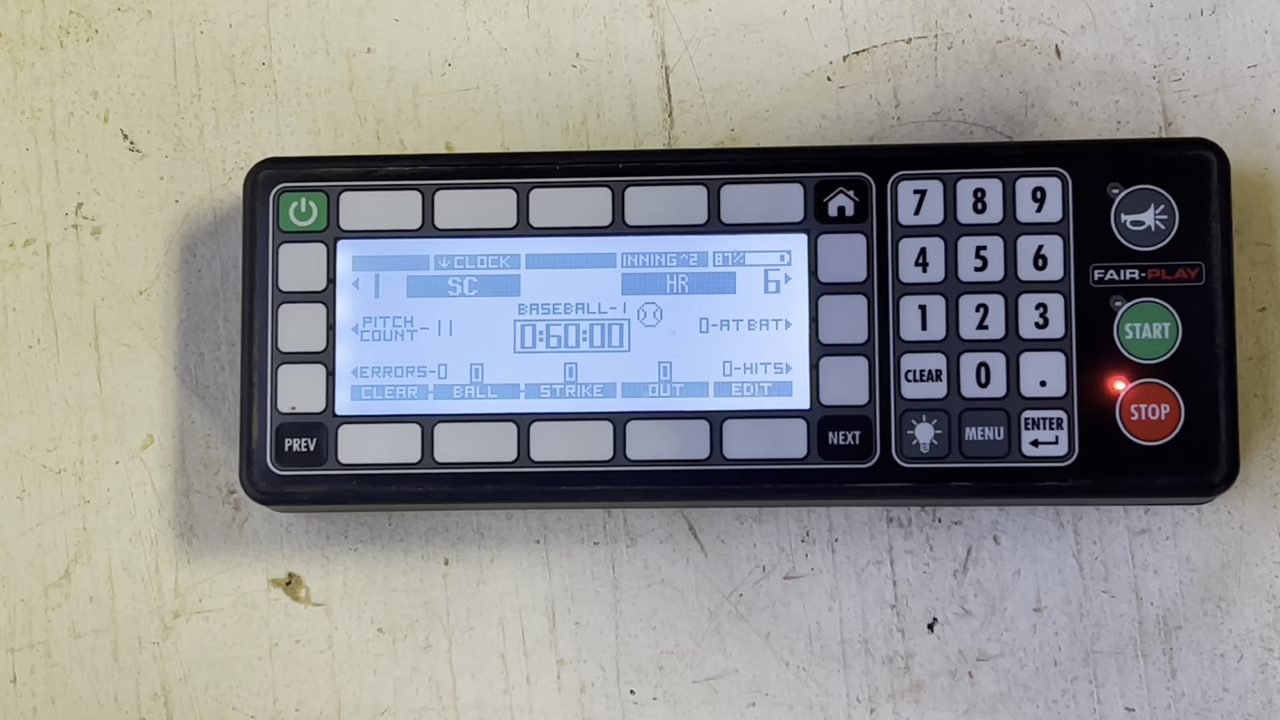 ↓CLOCK INNING^2 87%
1 SC HR 6
BASEBALL-1
PITCH
COUNT-11
0:60:00
0-AT BAT
ERRORS-0 0 0 0 0-HITS
CLEAR BALL STRIKE OUT EDIT
PREV
NEXT
7 8 9
4 5 6
1 2 3
CLEAR 0 .
MENU ENTER
FAIR-PLAY
START
STOP